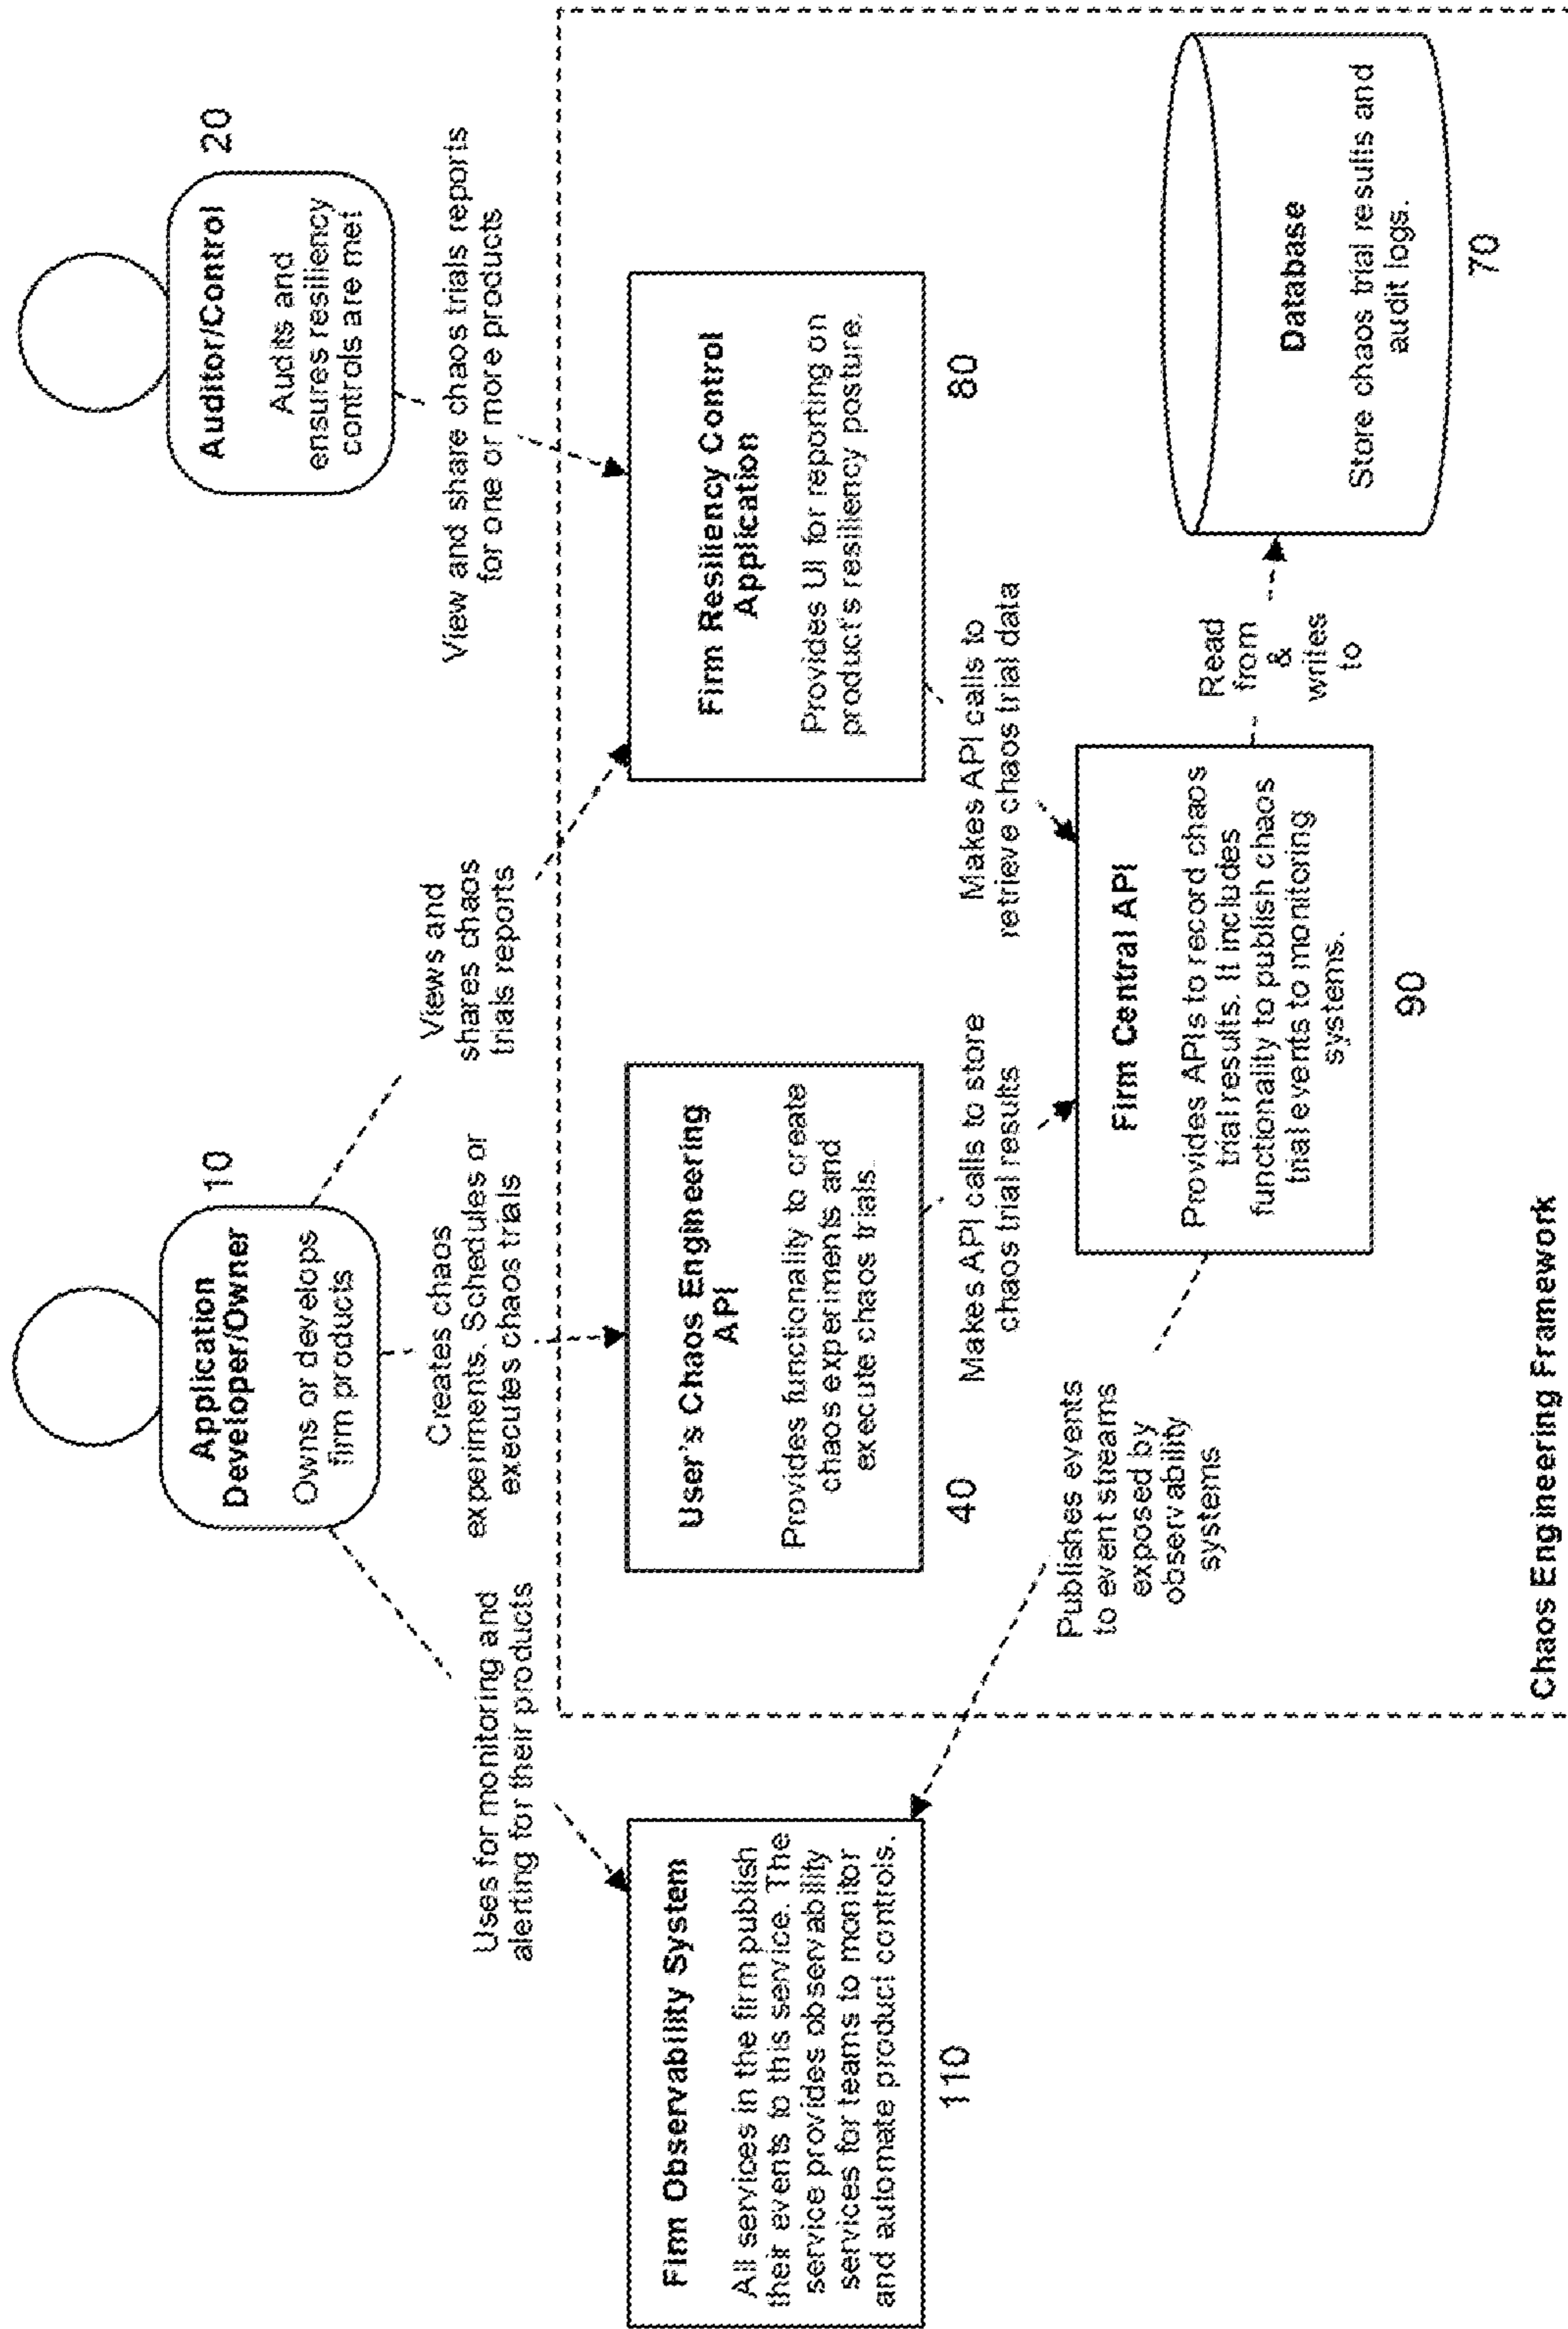 Application
Developer/Owner
Owns or develops
firm products
10
Auditor/Control
Audits and
ensures resiliency
controls are met
20
Uses for monitoring and
alerting for their products
Creates chaos
experiments. Schedules or
executes chaos trials
Views and
shares chaos
trials reports
View and share chaos trials reports
for one or more products
Firm Observability System
All services in the firm publish
their events to this service. The
service provides observability
services for teams to monitor
and automate product controls.
110
User's Chaos Engineering
API
Provides functionality to create
chaos experiments and
execute chaos trials.
40
Firm Resiliency Control
Application
Provides UI for reporting on
product's resiliency posture.
80
Publishes events
to event streams
exposed by
observability
systems
Makes API calls to store
chaos trial results
Makes API calls to
retrieve chaos trial data
Firm Central API
Provides APIs to record chaos
trial results. It includes
functionality to publish chaos
trial events to monitoring
systems.
90
Read
from
&
writes
to
Database
Store chaos trial results and
audit logs.
70
Chaos Engineering Framework